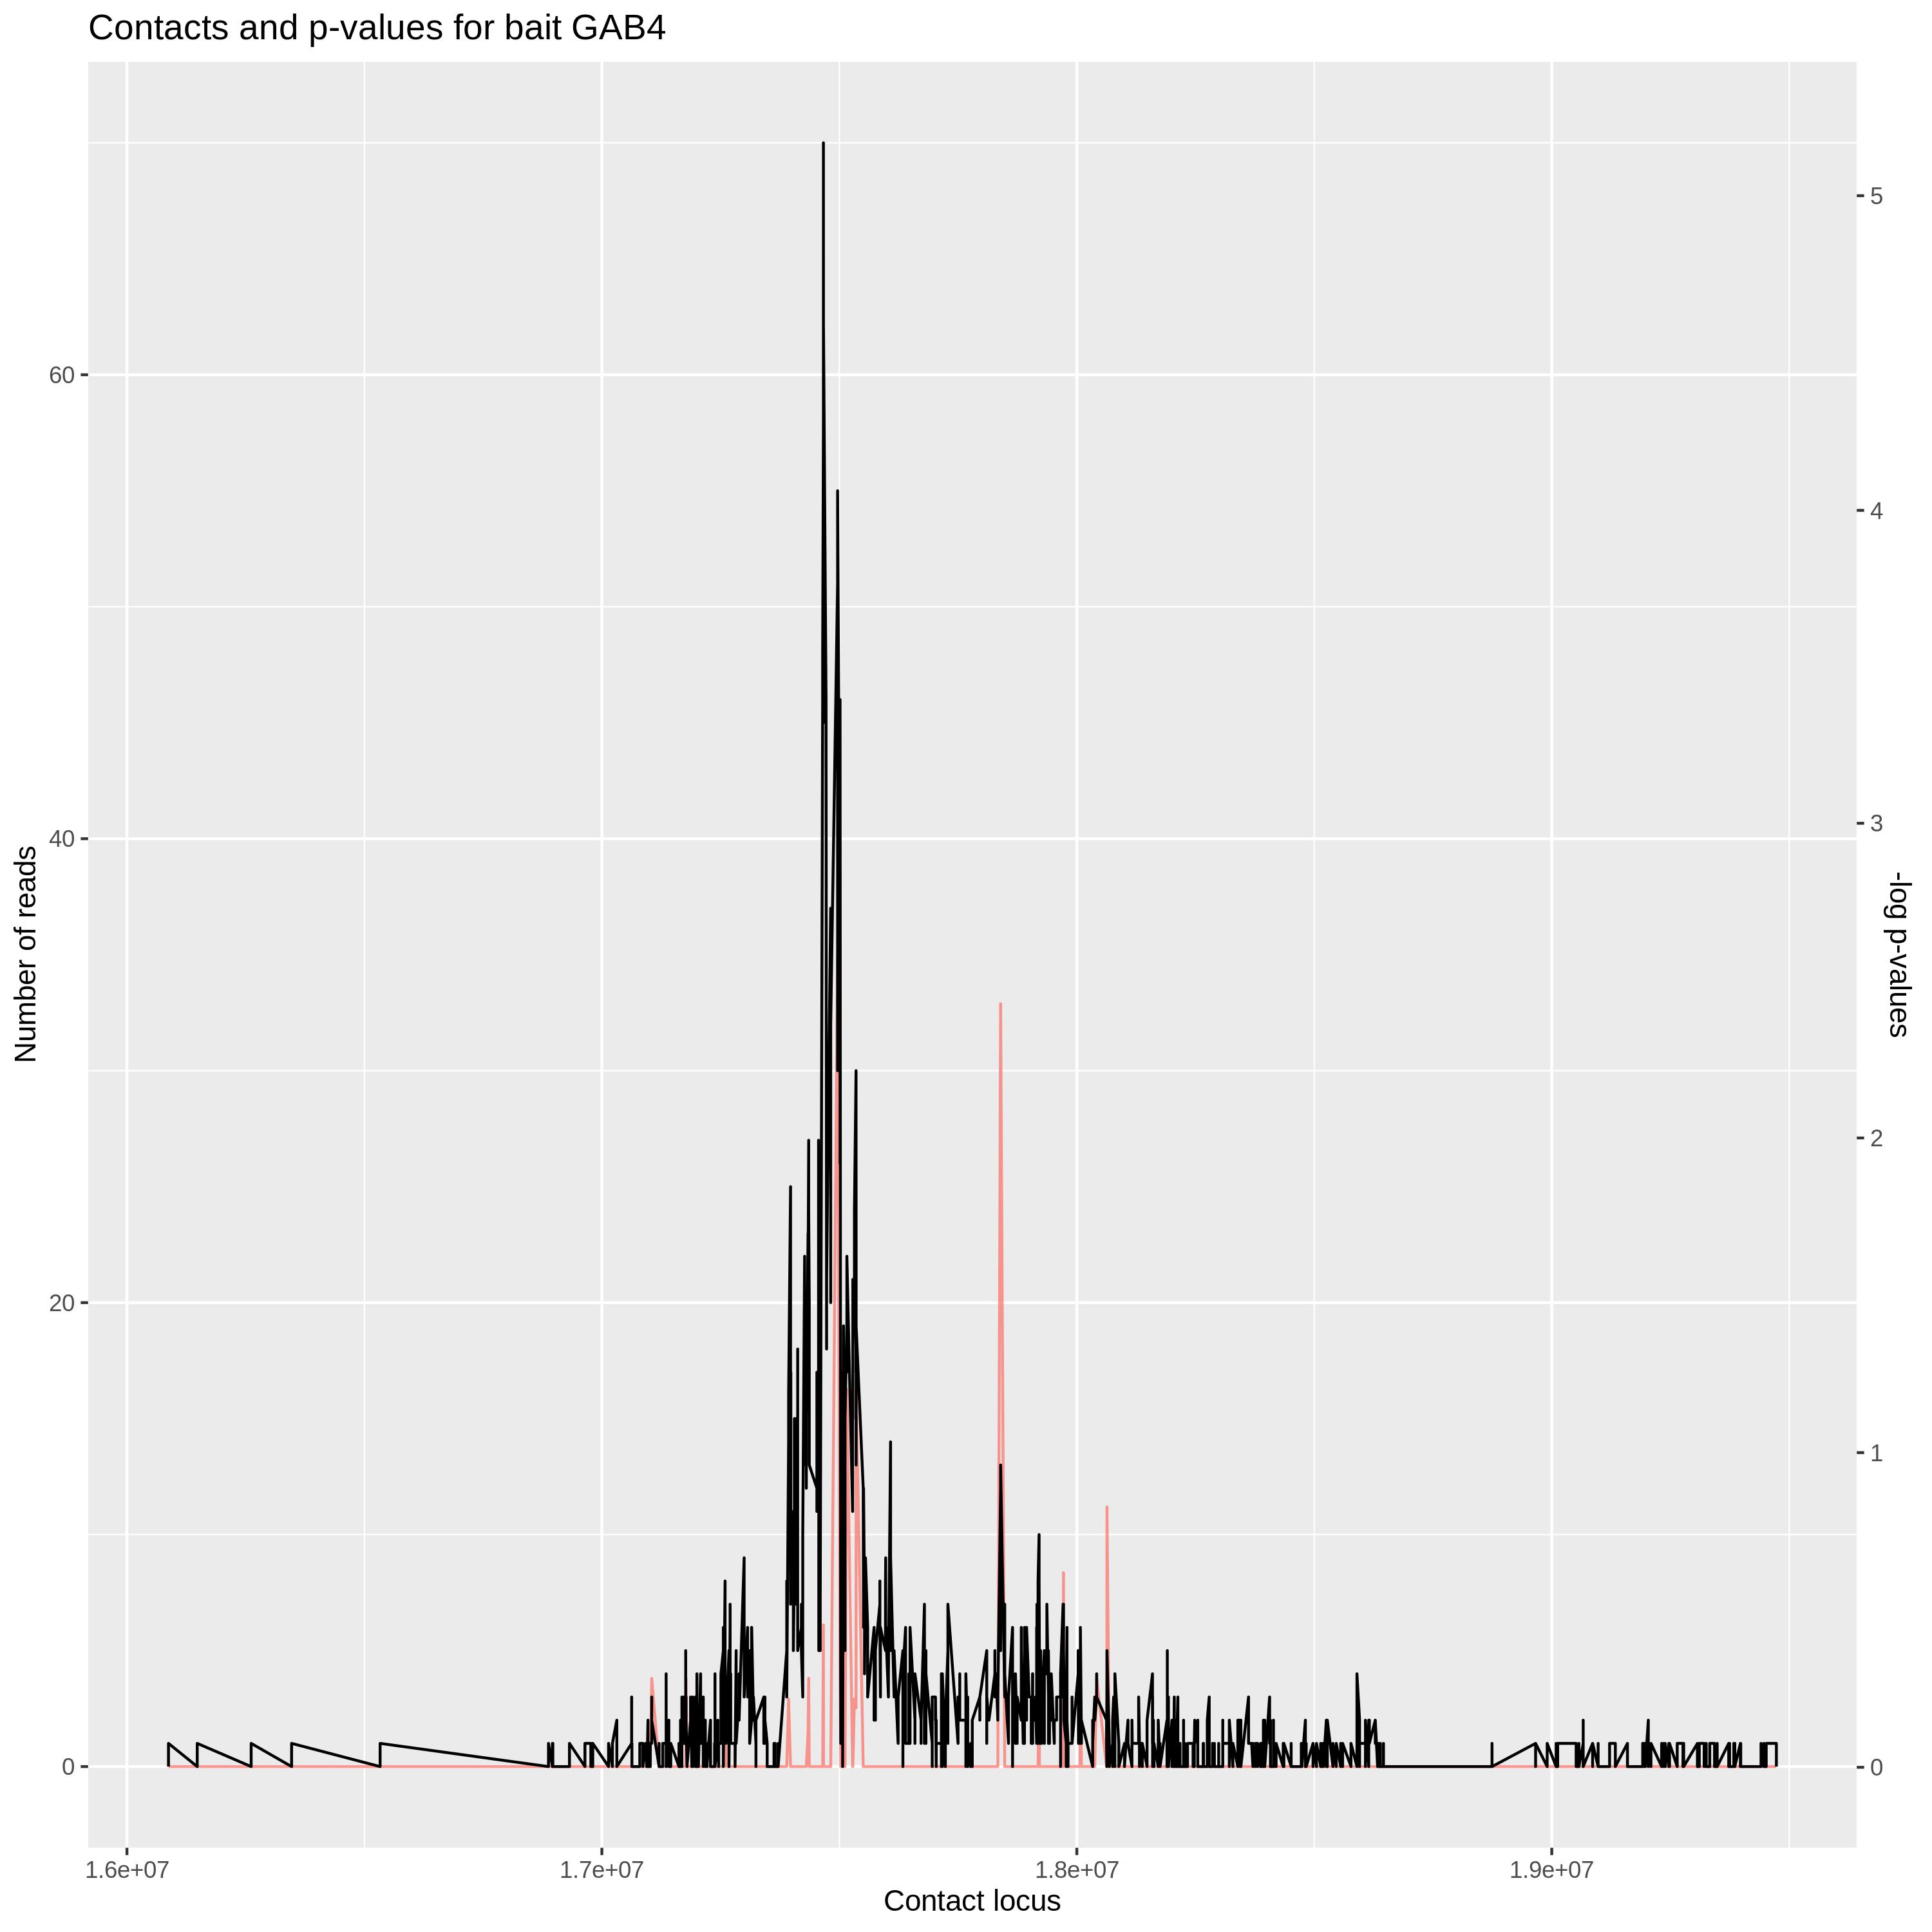 Contacts and p-values for bait GAB4
Number of reads
60
40
20
0
-log p-values
5
4
3
2
1
0
1.6e+07
1.7e+07
1.8e+07
1.9e+07
Contact locus